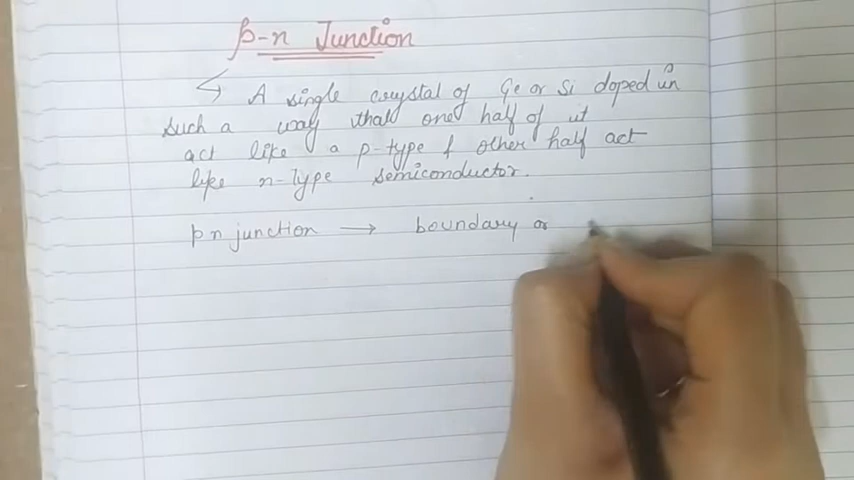 p-n Junction
↳ A single crystal of Ge or Si doped in
such a way that one half of it
act like a p-type & other half act
like n-type semiconductor.
pn junction → boundary or